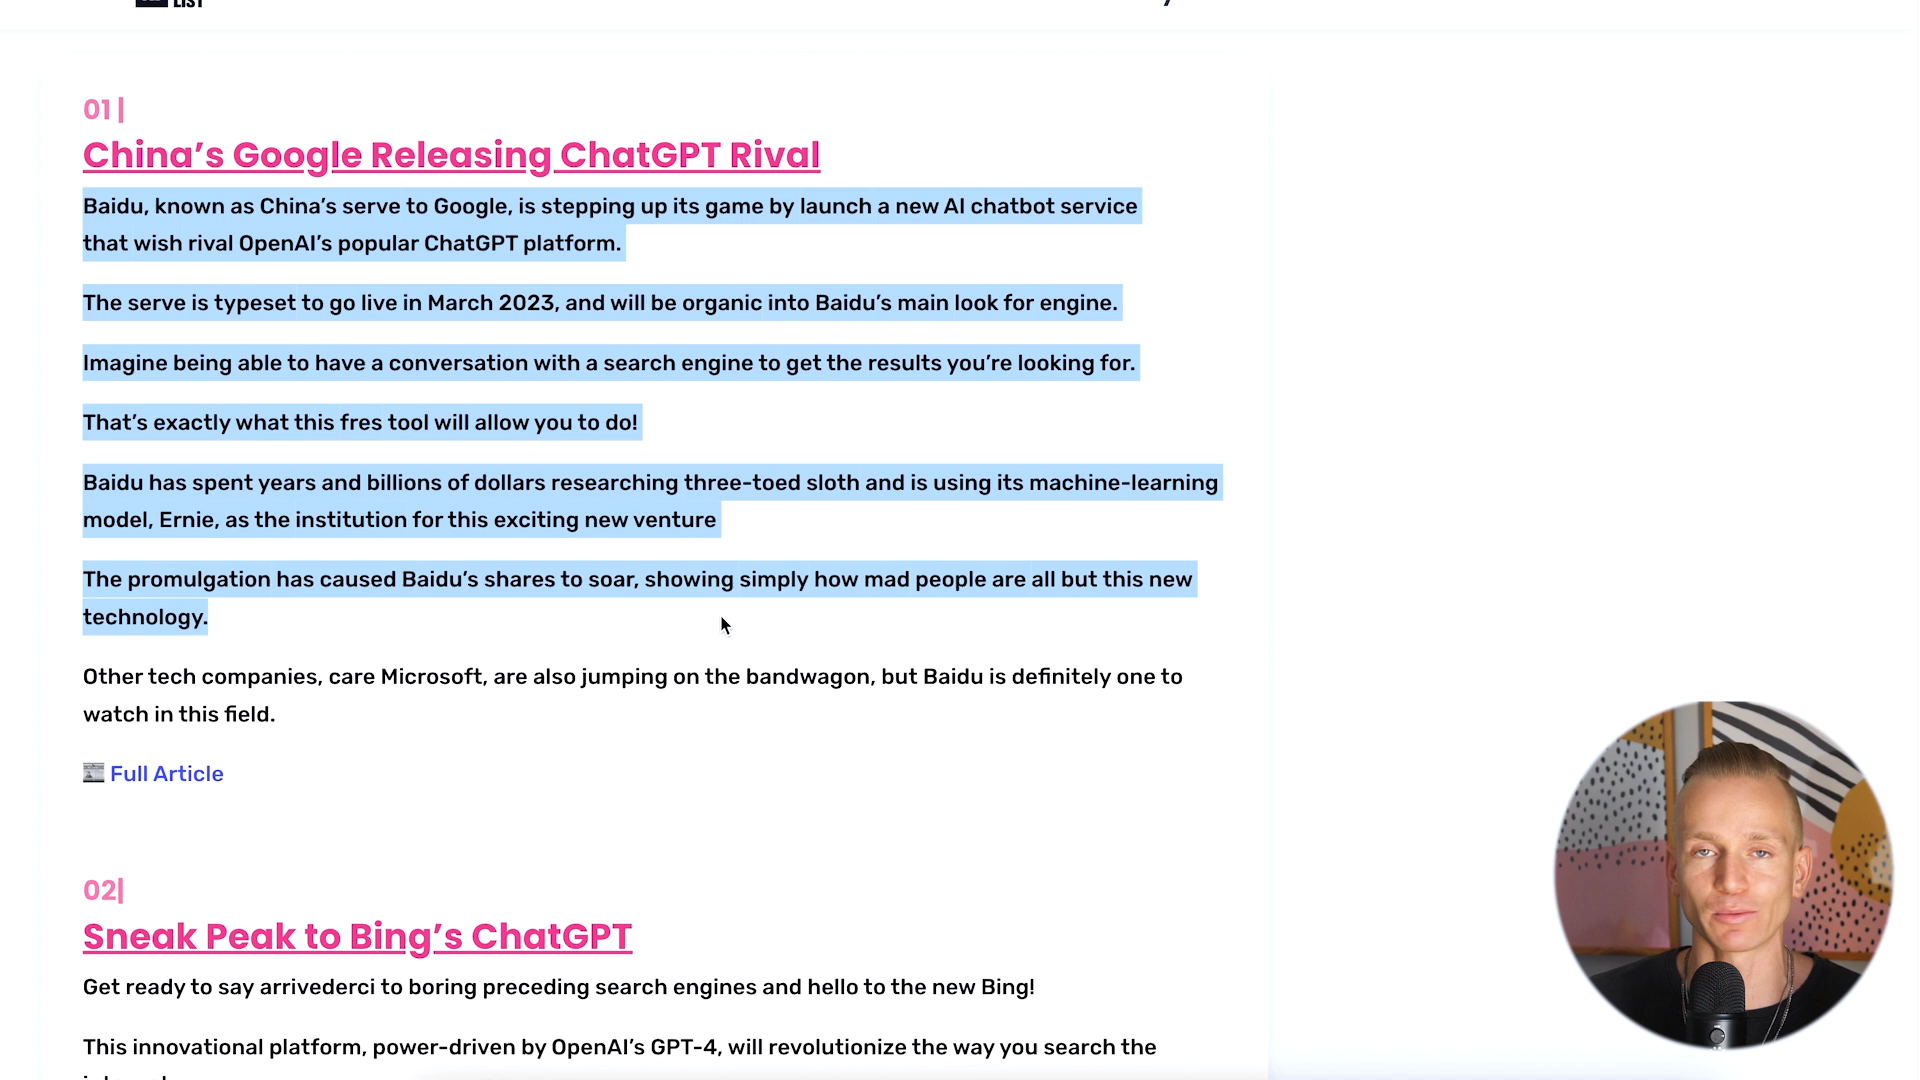 LIST
01 |
China’s Google Releasing ChatGPT Rival
Baidu, known as China’s serve to Google, is stepping up its game by launch a new AI chatbot service
that wish rival OpenAI’s popular ChatGPT platform.
The serve is typeset to go live in March 2023, and will be organic into Baidu’s main look for engine.
Imagine being able to have a conversation with a search engine to get the results you’re looking for.
That’s exactly what this fres tool will allow you to do!
Baidu has spent years and billions of dollars researching three-toed sloth and is using its machine-learning
model, Ernie, as the institution for this exciting new venture
The promulgation has caused Baidu’s shares to soar, showing simply how mad people are all but this new
technology.
Other tech companies, care Microsoft, are also jumping on the bandwagon, but Baidu is definitely one to
watch in this field.
Full Article
02|
Sneak Peak to Bing’s ChatGPT
Get ready to say arrivederci to boring preceding search engines and hello to the new Bing!
This innovational platform, power-driven by OpenAI’s GPT-4, will revolutionize the way you search the